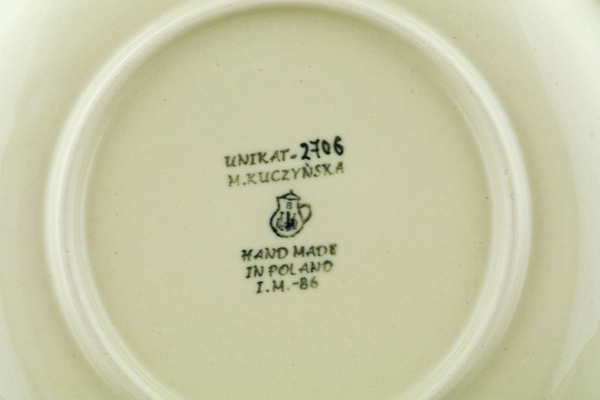 UNIKAT-2706
M.KUCZYŃSKA
HAND MADE
IN POLAND
I.M.-86